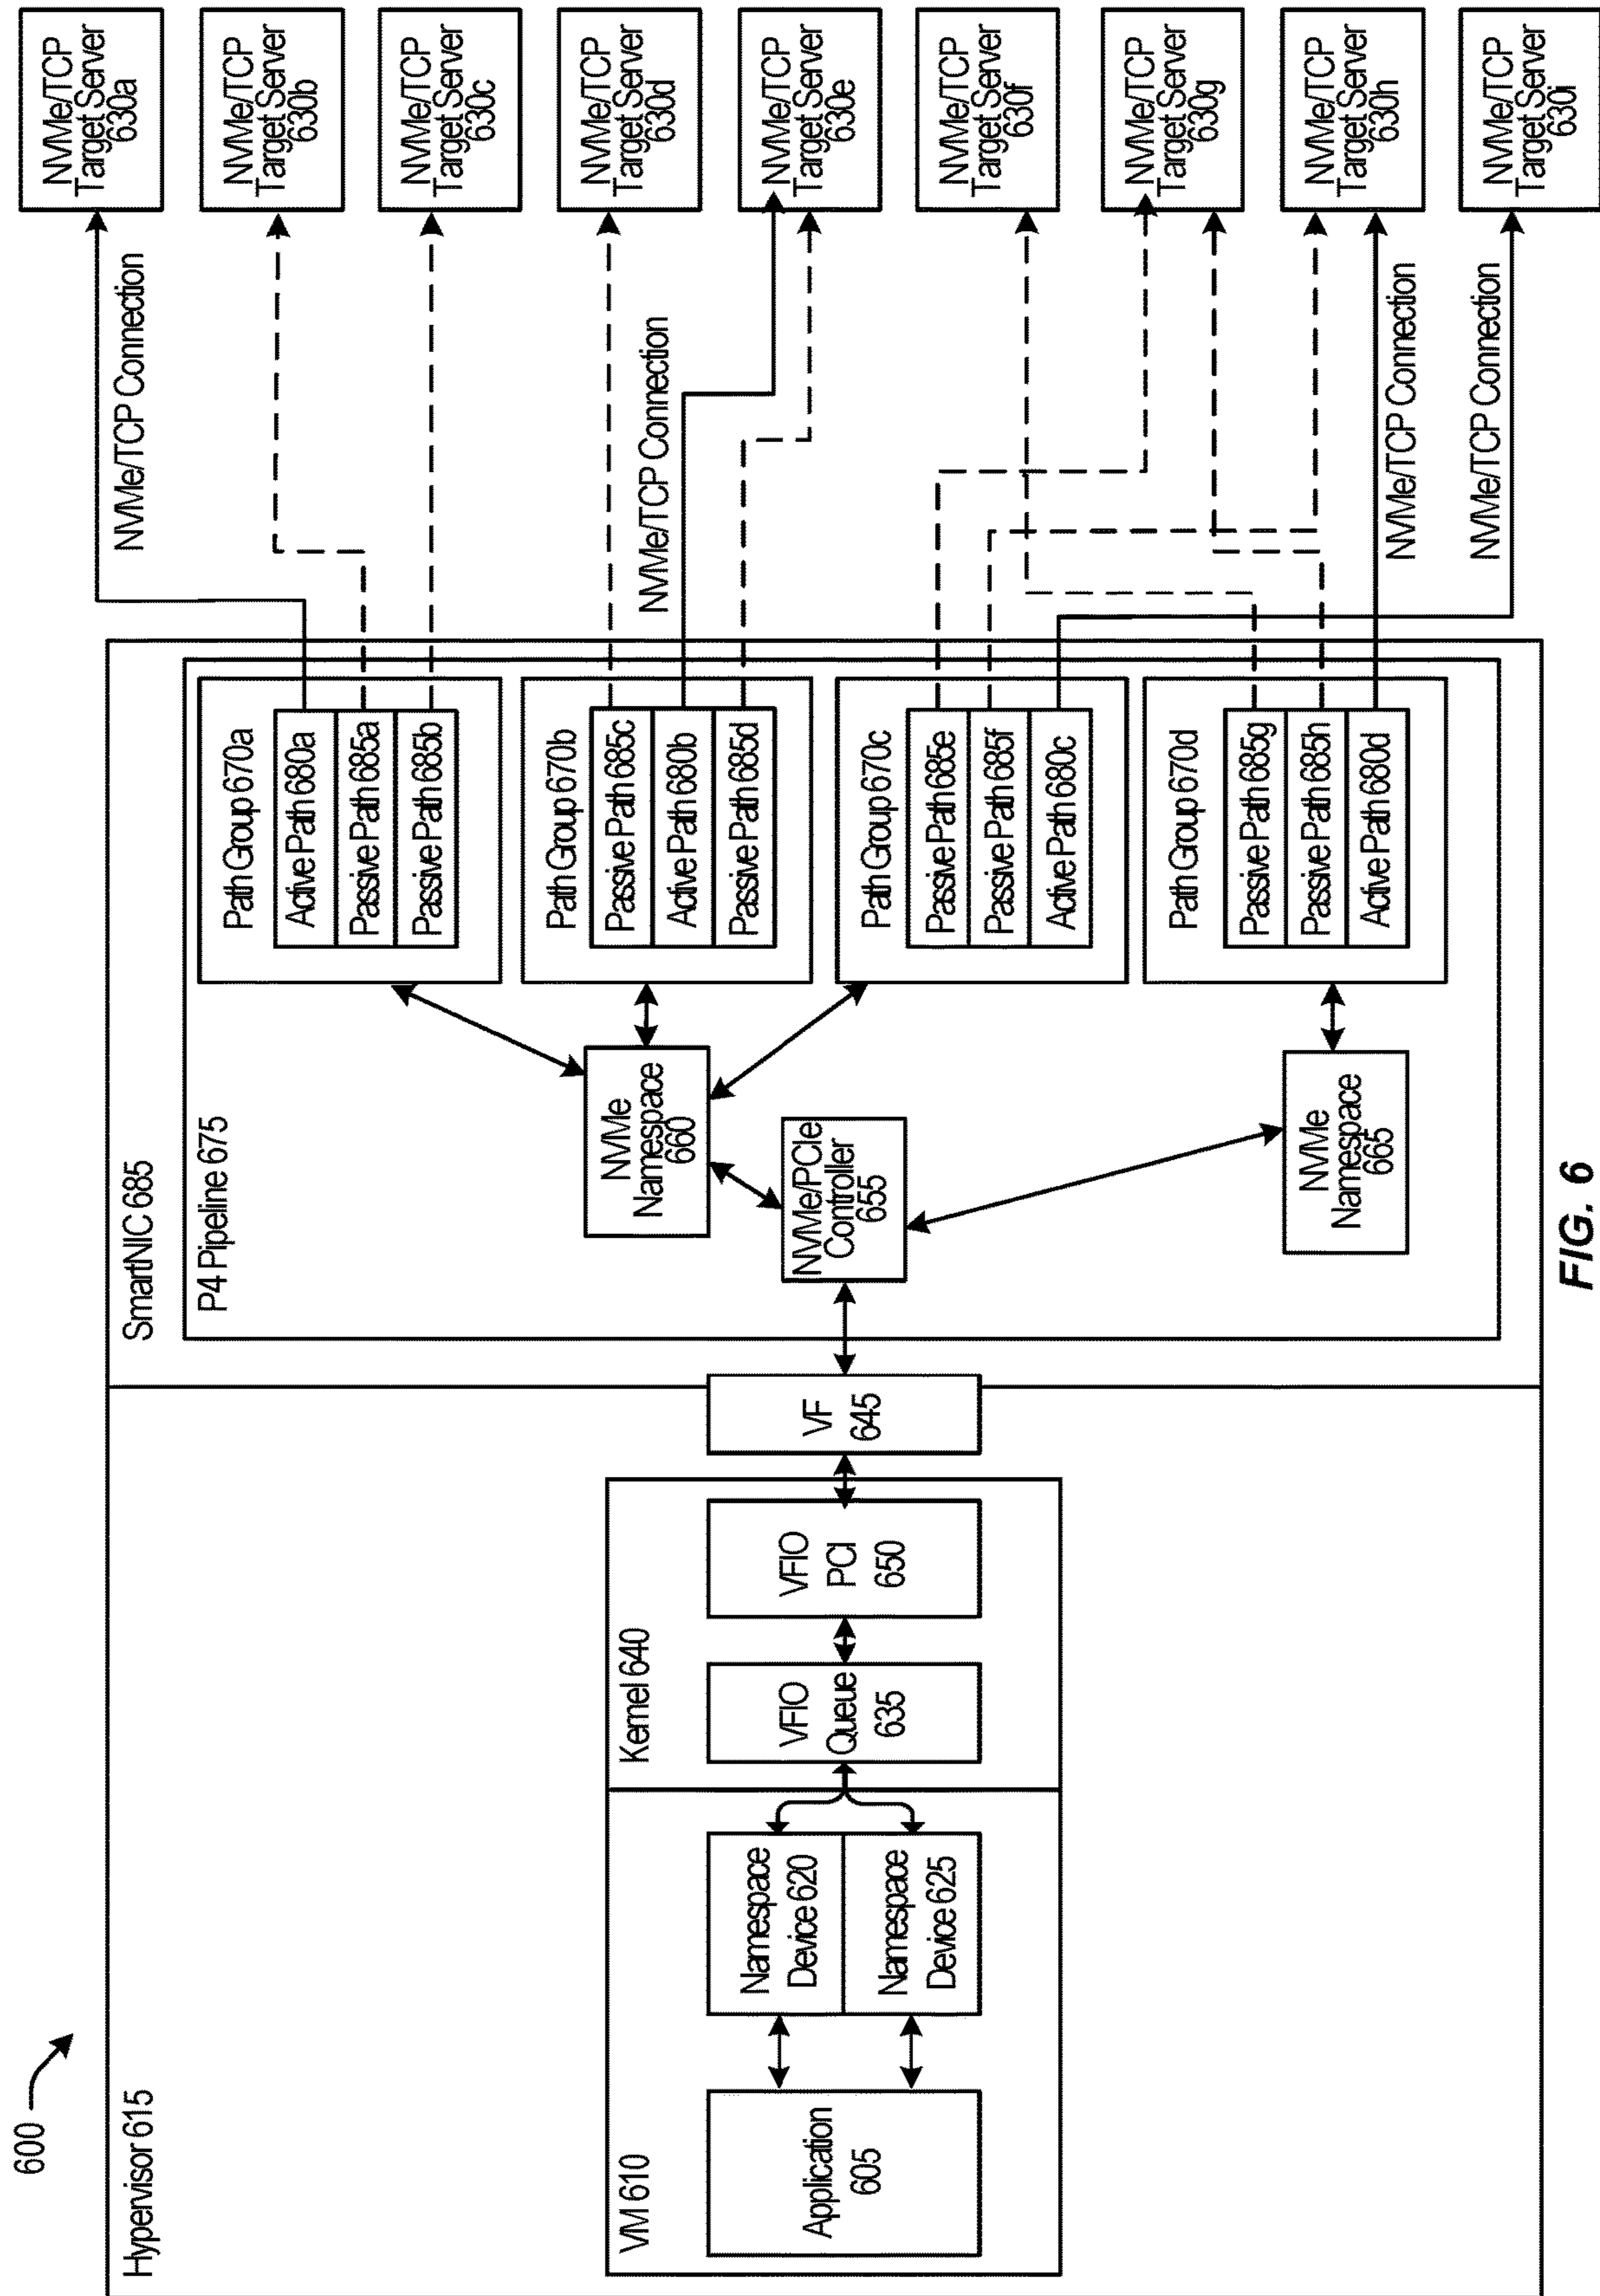 600
Hypervisor 615
VM 610
Application
605
Namespace
Device 620
Namespace
Device 625
Kernel 640
VFIO
Queue
635
VFIO
PCI
650
VF
645
SmartNIC 685
P4 Pipeline 675
NVMe/PCIe
Controller
655
NVMe
Namespace
660
NVMe
Namespace
665
Path Group 670a
Active Path 680a
Passive Path 685a
Passive Path 685b
Path Group 670b
Passive Path 685c
Active Path 680b
Passive Path 685d
Path Group 670c
Passive Path 685e
Passive Path 685f
Active Path 680c
Path Group 670d
Passive Path 685g
Passive Path 685h
Active Path 680d
NVMe/TCP Connection
NVMe/TCP Connection
NVMe/TCP Connection
NVMe/TCP Connection
NVMe/TCP
Target Server
630a
NVMe/TCP
Target Server
630b
NVMe/TCP
Target Server
630c
NVMe/TCP
Target Server
630d
NVMe/TCP
Target Server
630e
NVMe/TCP
Target Server
630f
NVMe/TCP
Target Server
630g
NVMe/TCP
Target Server
630h
NVMe/TCP
Target Server
630i
FIG. 6